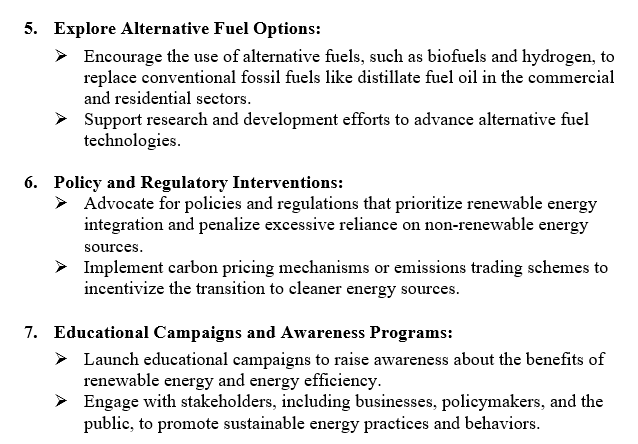 5. Explore Alternative Fuel Options:
➢ Encourage the use of alternative fuels, such as biofuels and hydrogen, to
replace conventional fossil fuels like distillate fuel oil in the commercial
and residential sectors.
➢ Support research and development efforts to advance alternative fuel
technologies.
6. Policy and Regulatory Interventions:
➢ Advocate for policies and regulations that prioritize renewable energy
integration and penalize excessive reliance on non-renewable energy
sources.
➢ Implement carbon pricing mechanisms or emissions trading schemes to
incentivize the transition to cleaner energy sources.
7. Educational Campaigns and Awareness Programs:
➢ Launch educational campaigns to raise awareness about the benefits of
renewable energy and energy efficiency.
➢ Engage with stakeholders, including businesses, policymakers, and the
public, to promote sustainable energy practices and behaviors.